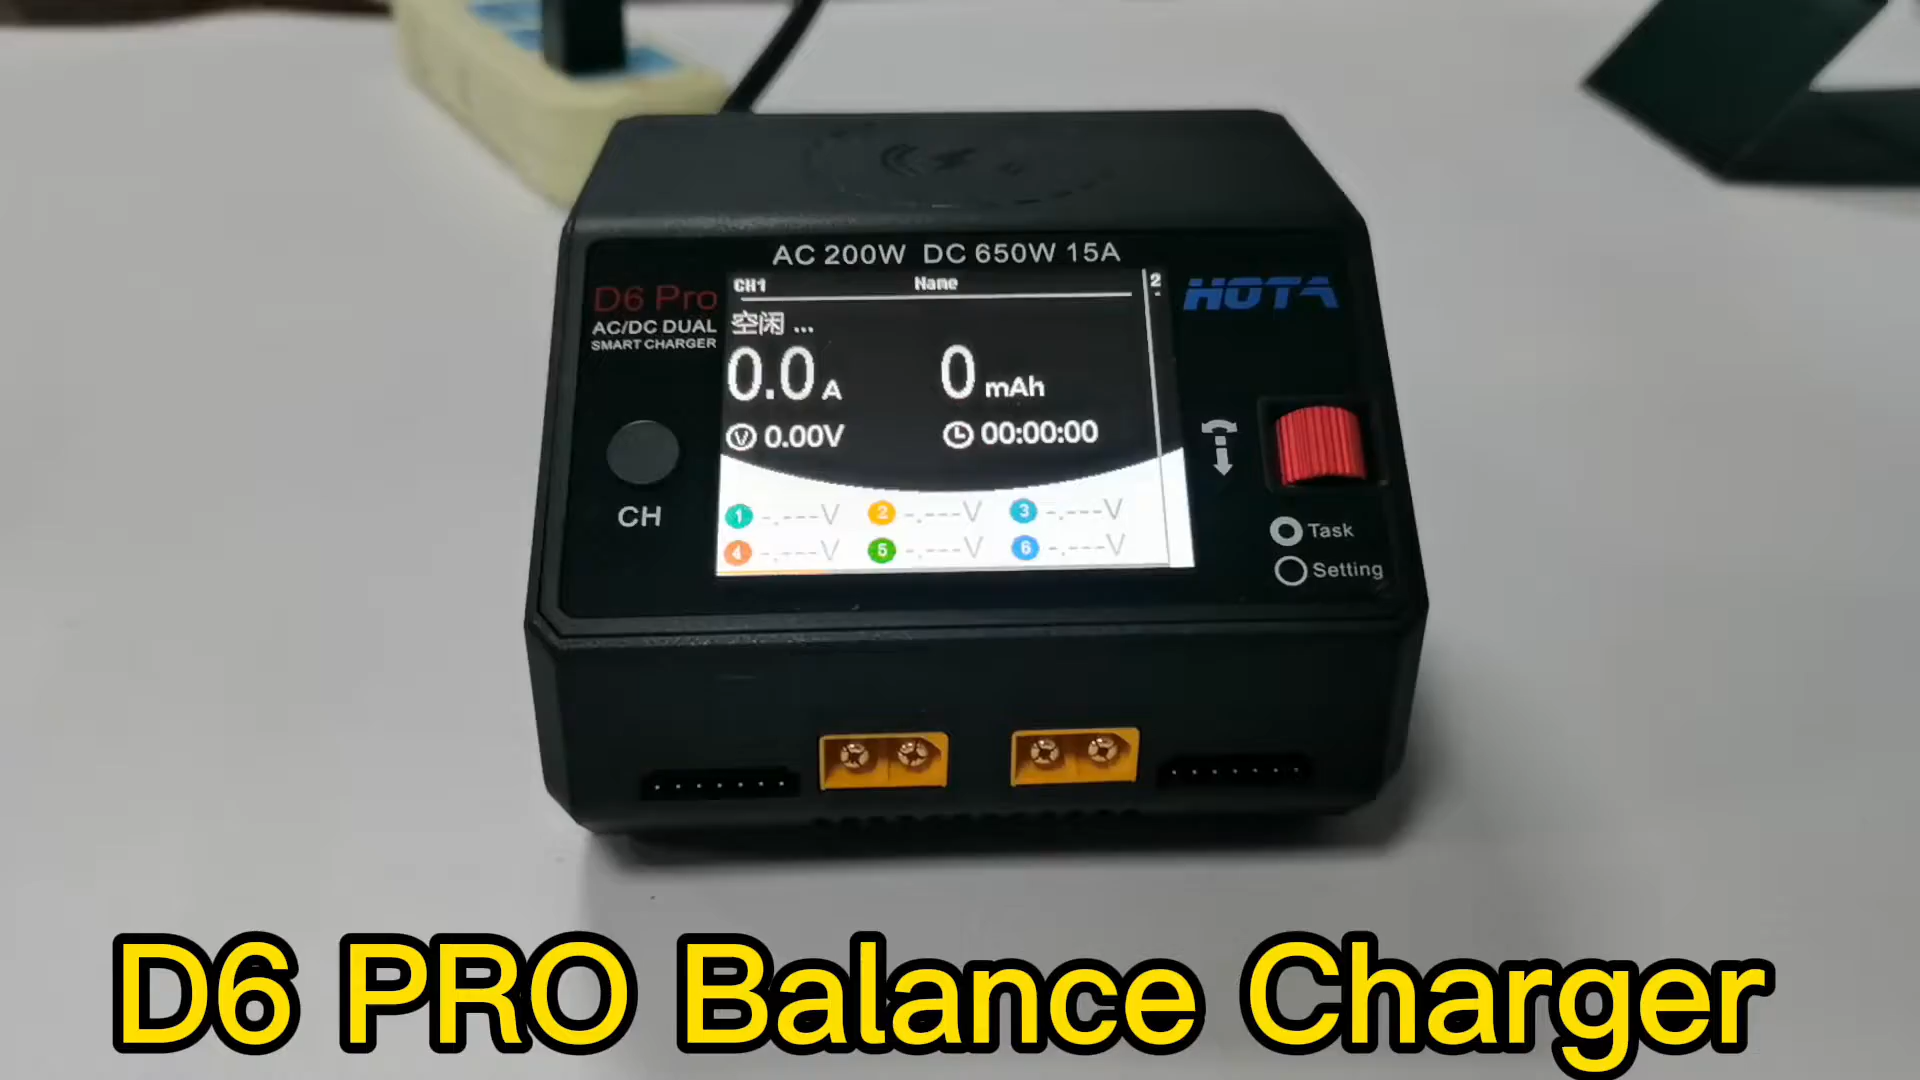 AC 200W DC 650W 15A
D6 Pro
AC/DC DUAL
SMART CHARGER
HOTA
CH1 Name 2
空闲 ...
0.0 A 0 mAh
V 0.00V 00:00:00
1 -.---V 2 -.---V 3 -.---V
4 -.---V 5 -.---V 6 -.---V
CH
Task
Setting
D6 PRO Balance Charger